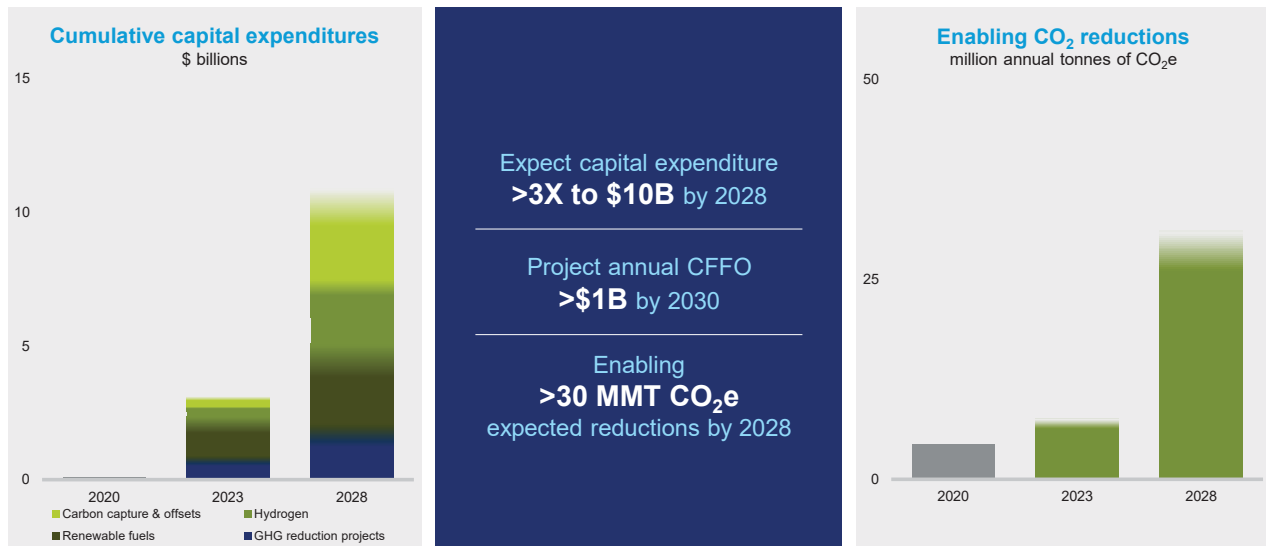 Cumulative capital expenditures
$ billions
15
10
5
0
2020 2023 2028
Carbon capture & offsets Hydrogen
Renewable fuels GHG reduction projects
Expect capital expenditure
>3X to $10B by 2028
Project annual CFFO
>$1B by 2030
Enabling
>30 MMT CO₂e
expected reductions by 2028
Enabling CO₂ reductions
million annual tonnes of CO₂e
50
25
0
2020 2023 2028